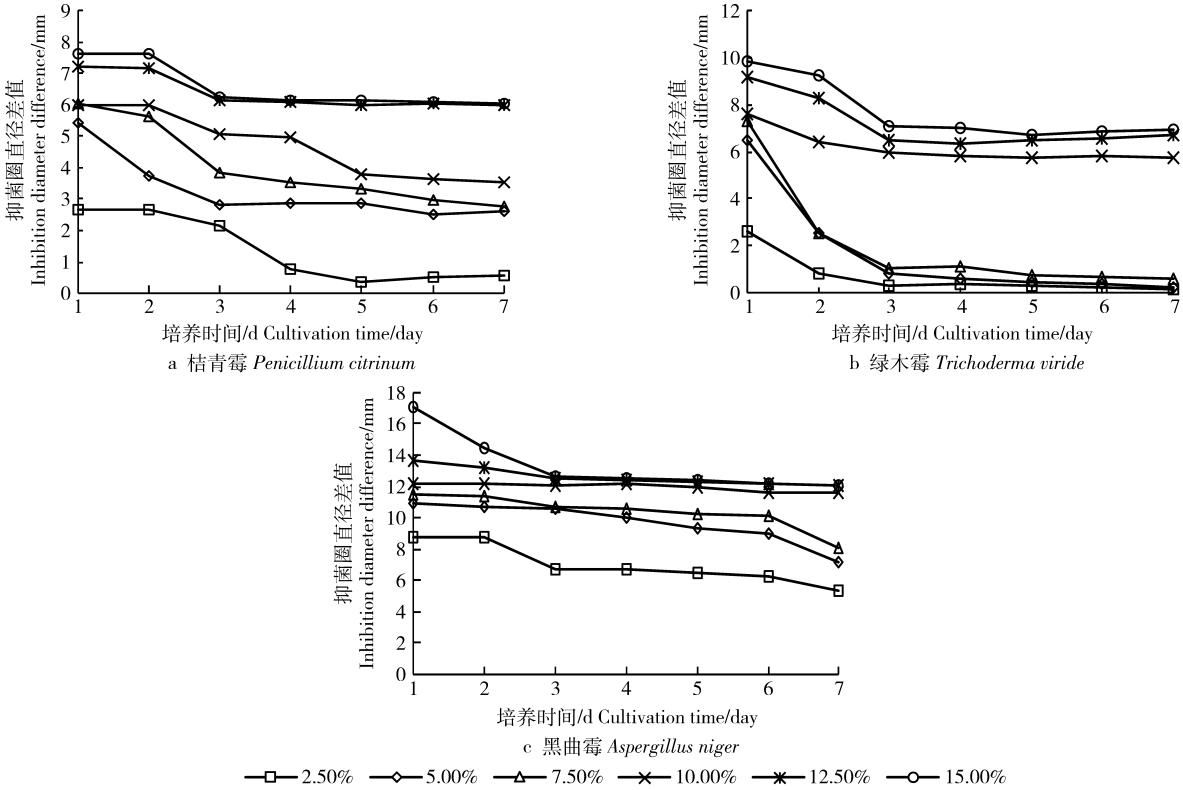 抑菌圈直径差值
Inhibition diameter difference/mm
9
8
7
6
5
4
3
2
1
0
1 2 3 4 5 6 7
培养时间/d Cultivation time/day
a 桔青霉 Penicillium citrinum
抑菌圈直径差值
Inhibition diameter difference/mm
12
10
8
6
4
2
0
1 2 3 4 5 6 7
培养时间/d Cultivation time/day
b 绿木霉 Trichoderma viride
抑菌圈直径差值
Inhibition diameter difference/mm
18
16
14
12
10
8
6
4
2
0
1 2 3 4 5 6 7
培养时间/d Cultivation time/day
c 黑曲霉 Aspergillus niger
2.50% 5.00% 7.50% 10.00% 12.50% 15.00%